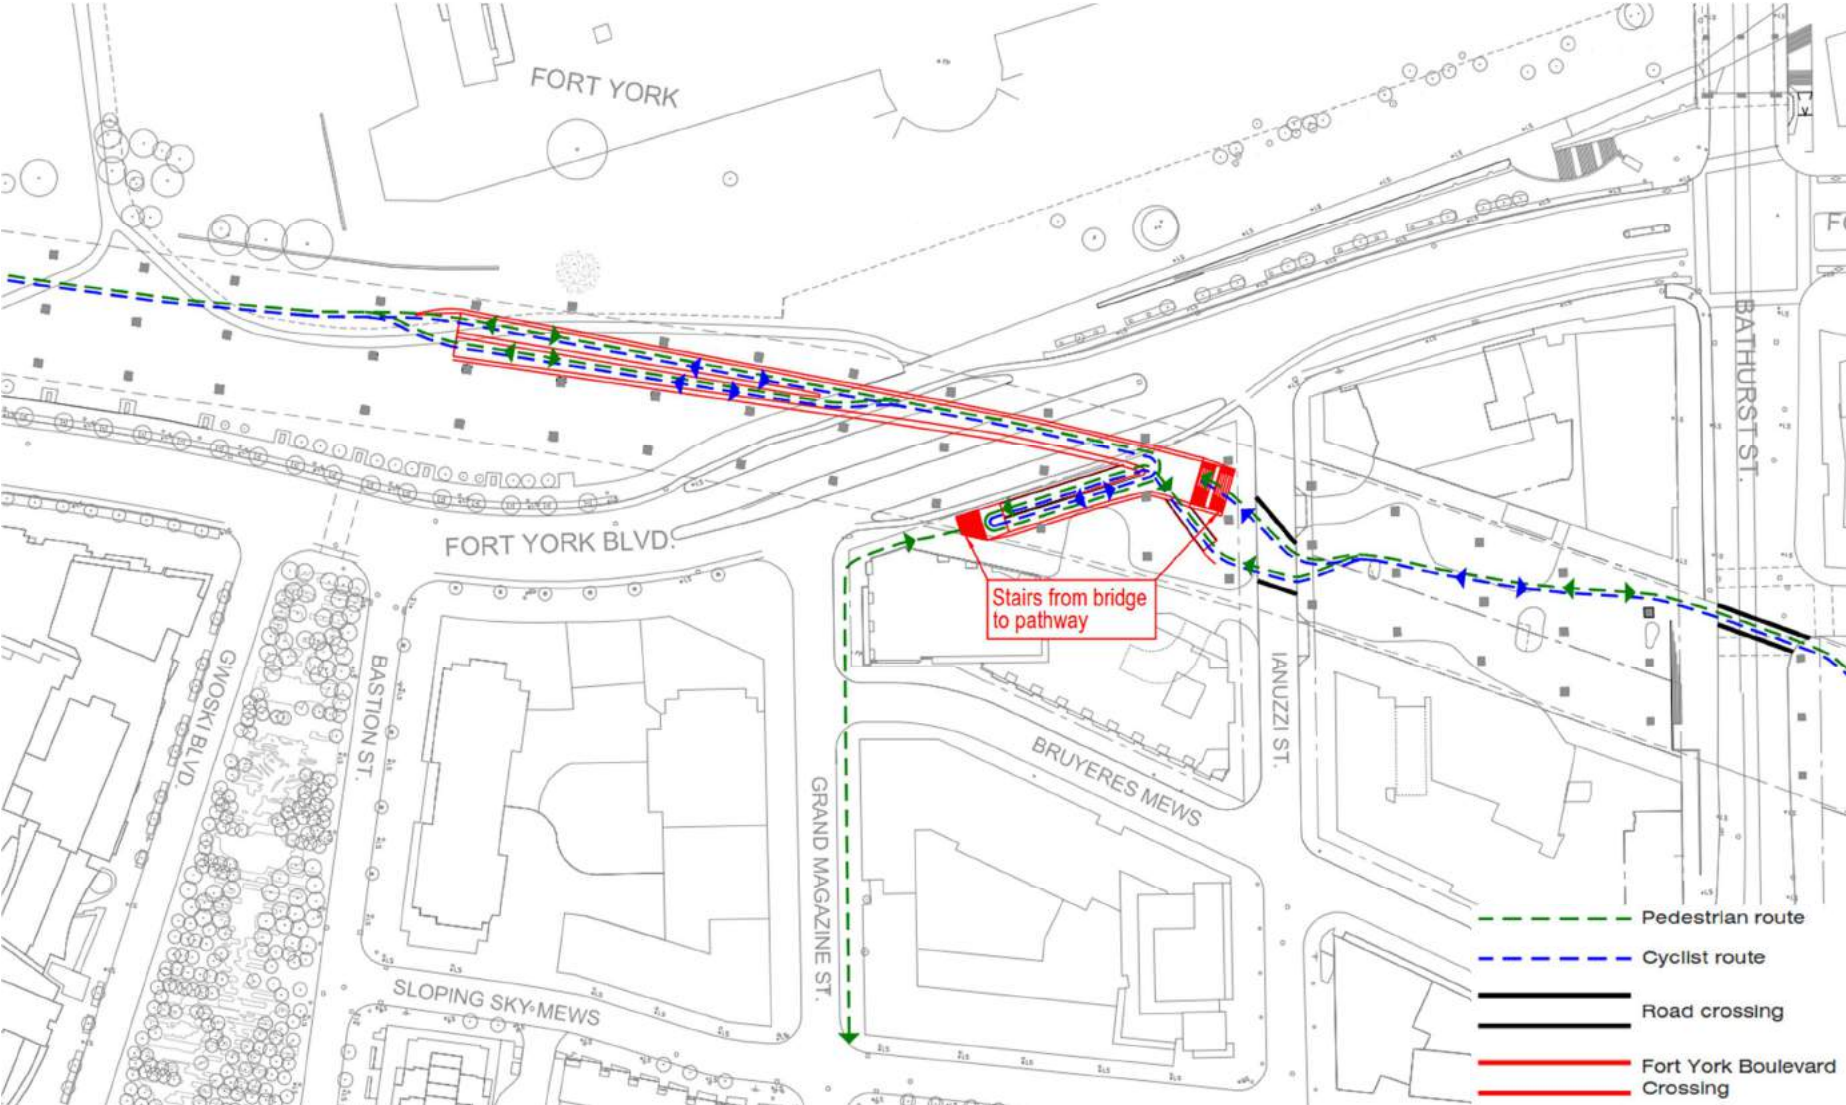 FORT YORK
BATHURST ST.
FORT YORK BLVD.
Stairs from bridge
to pathway
GWOSKI BLVD.
BASTION ST.
IANUZZI ST.
BRUYERES MEWS
GRAND MAGAZINE ST.
SLOPING SKY MEWS
Pedestrian route
Cyclist route
Road crossing
Fort York Boulevard
Crossing